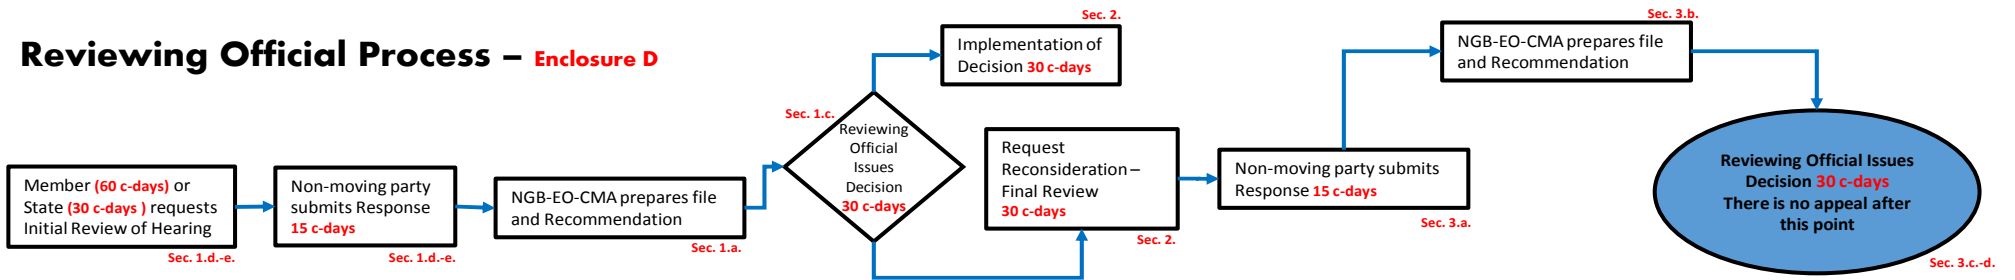 Reviewing Official Process – Enclosure D
Member (60 c-days) or
State (30 c-days ) requests
Initial Review of Hearing
Sec. 1.d.-e.
Non-moving party
submits Response
15 c-days
Sec. 1.d.-e.
NGB-EO-CMA prepares file
and Recommendation
Sec. 1.a.
Sec. 1.c.
Reviewing
Official
Issues
Decision
30 c-days
Sec. 2.
Implementation of
Decision 30 c-days
Request
Reconsideration –
Final Review
30 c-days
Sec. 2.
Non-moving party submits
Response 15 c-days
Sec. 3.a.
Sec. 3.b.
NGB-EO-CMA prepares file
and Recommendation
Reviewing Official Issues
Decision 30 c-days
There is no appeal after
this point
Sec. 3.c.-d.